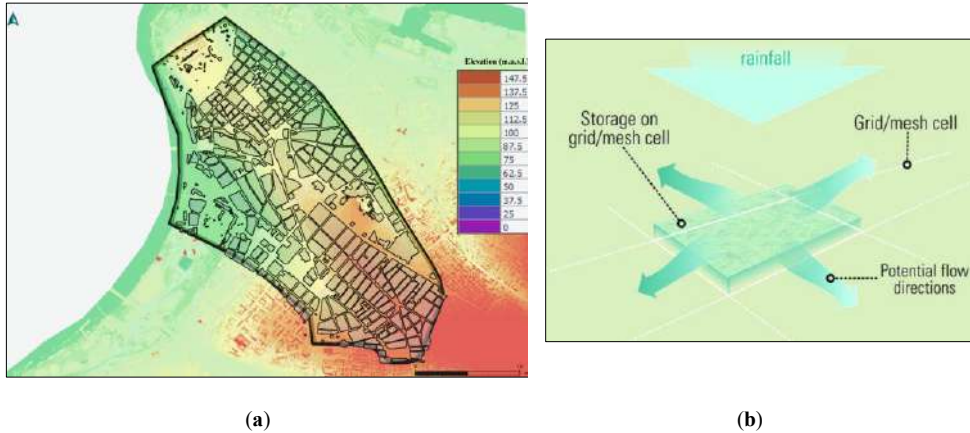 Elevation (m.a.s.l.)
147.5
137.5
125
112.5
100
87.5
75
62.5
50
37.5
25
0
rainfall
Storage on
grid/mesh cell
Grid/mesh cell
Potential flow
directions
(a)
(b)